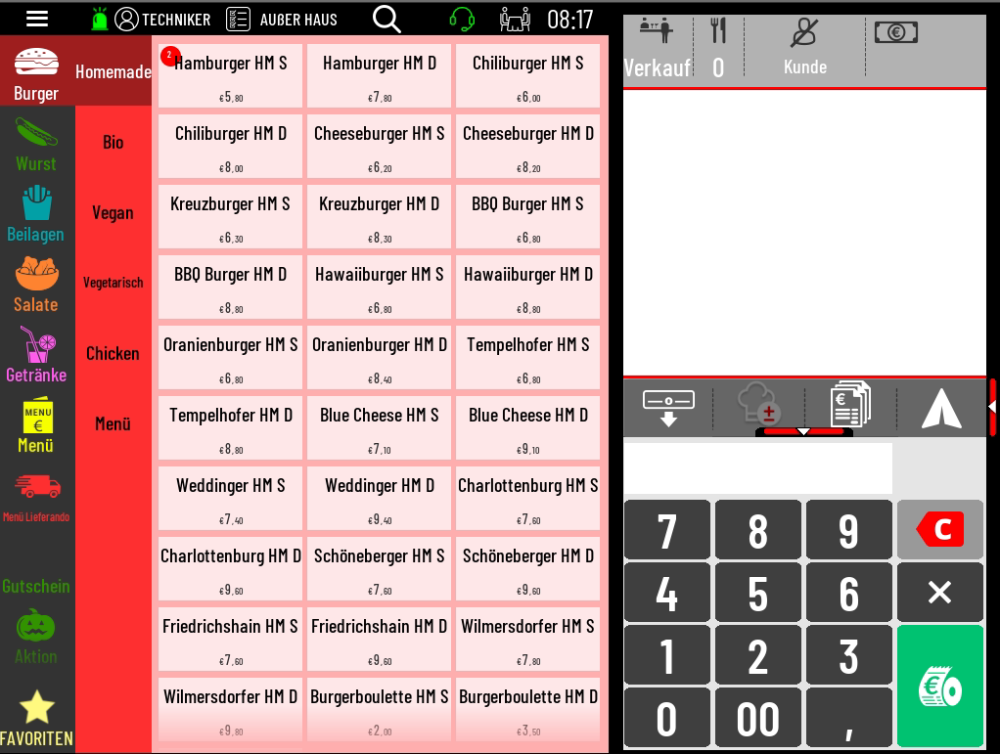 TECHNIKER AUßER HAUS 08:17
Burger
Wurst
Beilagen
Salate
Getränke
MENU
€
Menü
Menü Lieferando
Gutschein
Aktion
FAVORITEN
Homemade
Bio
Vegan
Vegetarisch
Chicken
Menü
2
Hamburger HM S Hamburger HM D Chiliburger HM S
€5,80 €7,80 €6,00
Chiliburger HM D Cheeseburger HM S Cheeseburger HM D
€8,00 €6,20 €8,20
Kreuzburger HM S Kreuzburger HM D BBQ Burger HM S
€6,30 €8,30 €6,80
BBQ Burger HM D Hawaiiburger HM S Hawaiiburger HM D
€8,80 €6,80 €8,80
Oranienburger HM S Oranienburger HM D Tempelhofer HM S
€6,80 €8,40 €6,80
Tempelhofer HM D Blue Cheese HM S Blue Cheese HM D
€8,80 €7,10 €9,10
Weddinger HM S Weddinger HM D Charlottenburg HM S
€7,40 €9,40 €7,60
Charlottenburg HM D Schöneberger HM S Schöneberger HM D
€9,60 €7,60 €9,60
Friedrichshain HM S Friedrichshain HM D Wilmersdorfer HM S
€7,60 €9,60 €7,80
Wilmersdorfer HM D Burgerboulette HM S Burgerboulette HM D
€9,80 €2,00 €3,50
Verkauf 0 Kunde €
7 8 9 C
4 5 6 ×
1 2 3 €
0 00 ,